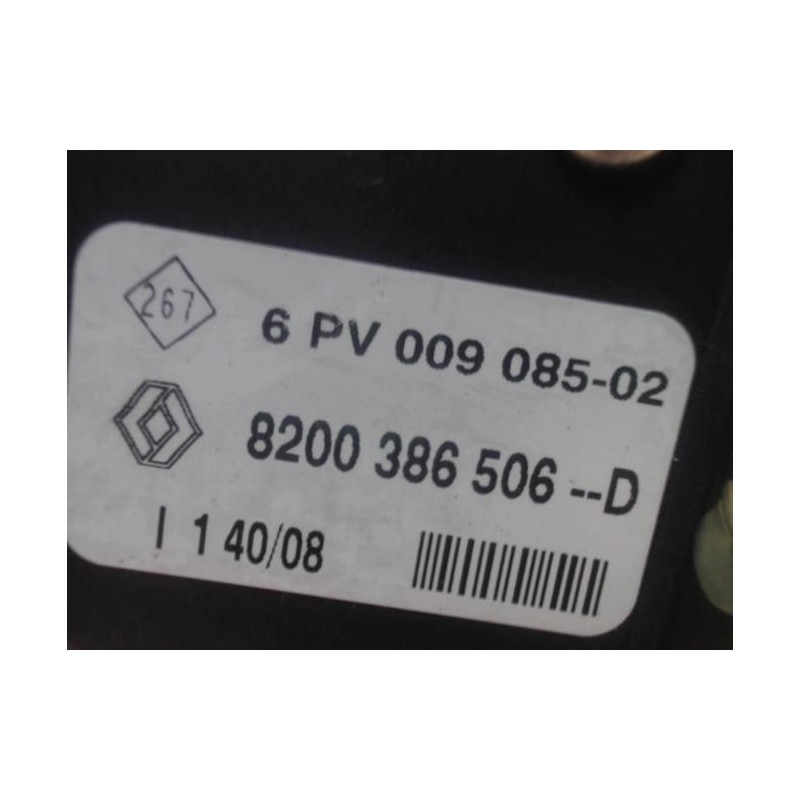 267
6 PV 009 085-02
8200 386 506 --D
I 1 40/08